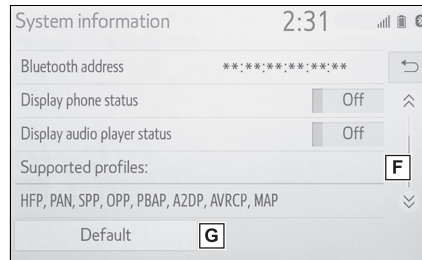 System information 2:31
Bluetooth address **:**:**:**:**:**
Display phone status Off
Display audio player status Off
Supported profiles:
F
HFP, PAN, SPP, OPP, PBAP, A2DP, AVRCP, MAP
Default G